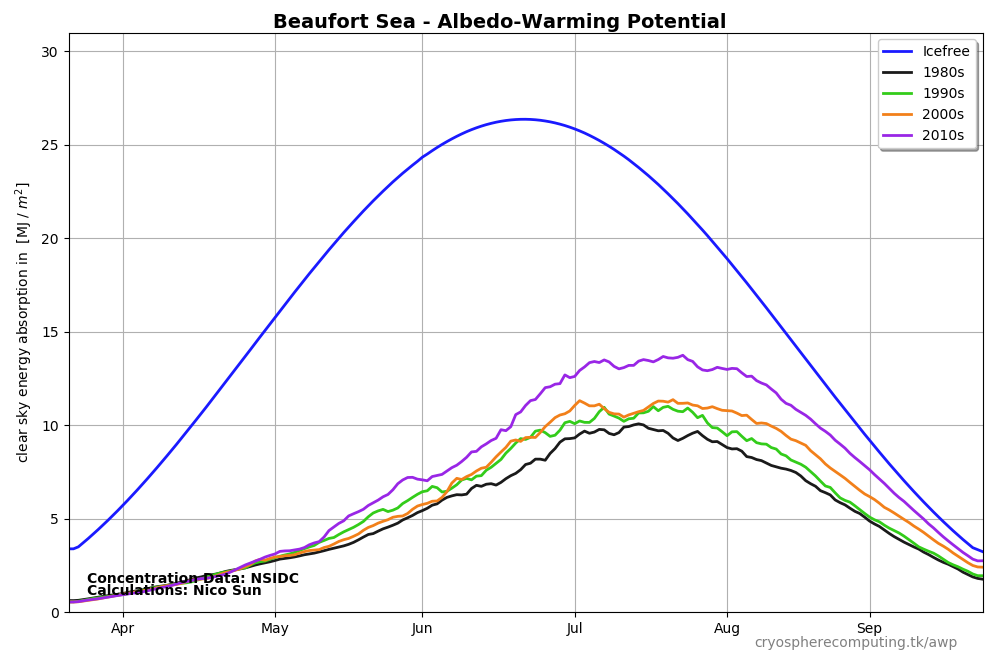 Beaufort Sea - Albedo-Warming Potential
clear sky energy absorption in [MJ / m²]
30
25
20
15
10
5
0
Icefree
1980s
1990s
2000s
2010s
Concentration Data: NSIDC
Calculations: Nico Sun
Apr May Jun Jul Aug Sep
cryospherecomputing.tk/awp